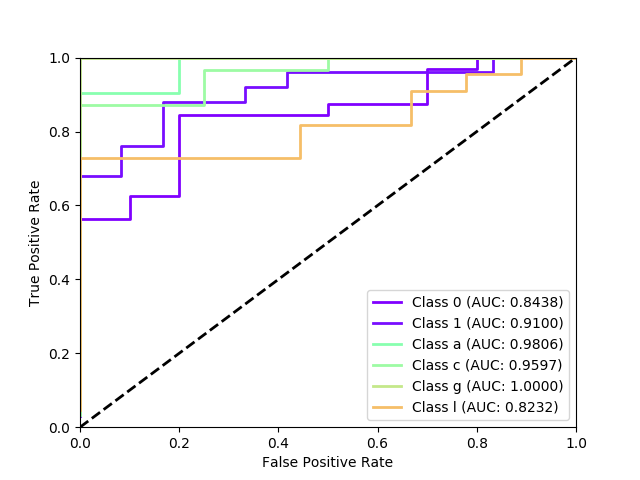 1.0
0.8
0.6
0.4
0.2
0.0
True Positive Rate
Class 0 (AUC: 0.8438)
Class 1 (AUC: 0.9100)
Class a (AUC: 0.9806)
Class c (AUC: 0.9597)
Class g (AUC: 1.0000)
Class l (AUC: 0.8232)
0.0 0.2 0.4 0.6 0.8 1.0
False Positive Rate